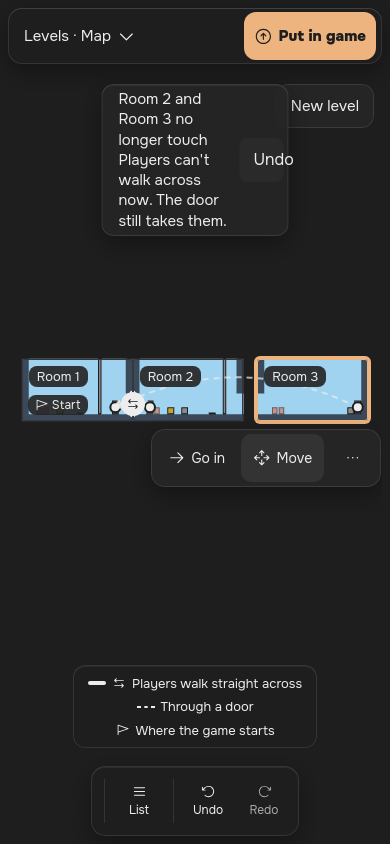 Levels · Map
Put in game
New level
Room 2 and
Room 3 no
longer touch
Players can't
walk across
now. The door
still takes them.
Undo
Room 1
Room 2
Room 3
Start
Go in
Move
...
Players walk straight across
Through a door
Where the game starts
List
Undo
Redo